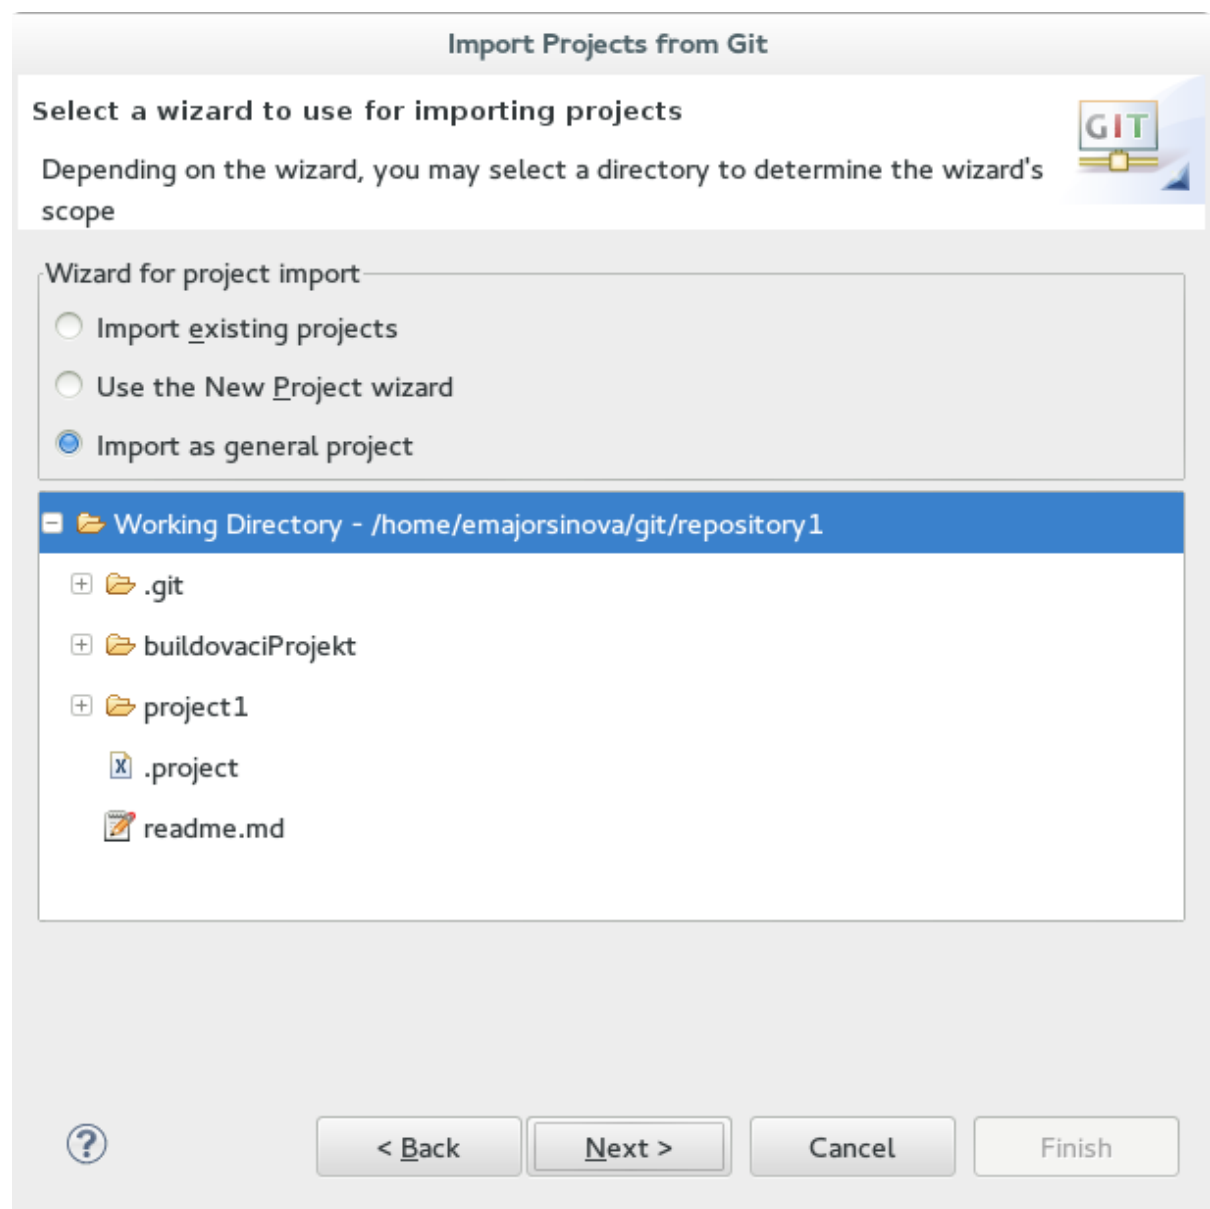 Import Projects from Git
Select a wizard to use for importing projects
GIT
Depending on the wizard, you may select a directory to determine the wizard's
scope
Wizard for project import
Import existing projects
Use the New Project wizard
Import as general project
Working Directory - /home/emajorsinova/git/repository1
.git
buildovaciProjekt
project1
X .project
readme.md
? < Back Next > Cancel Finish